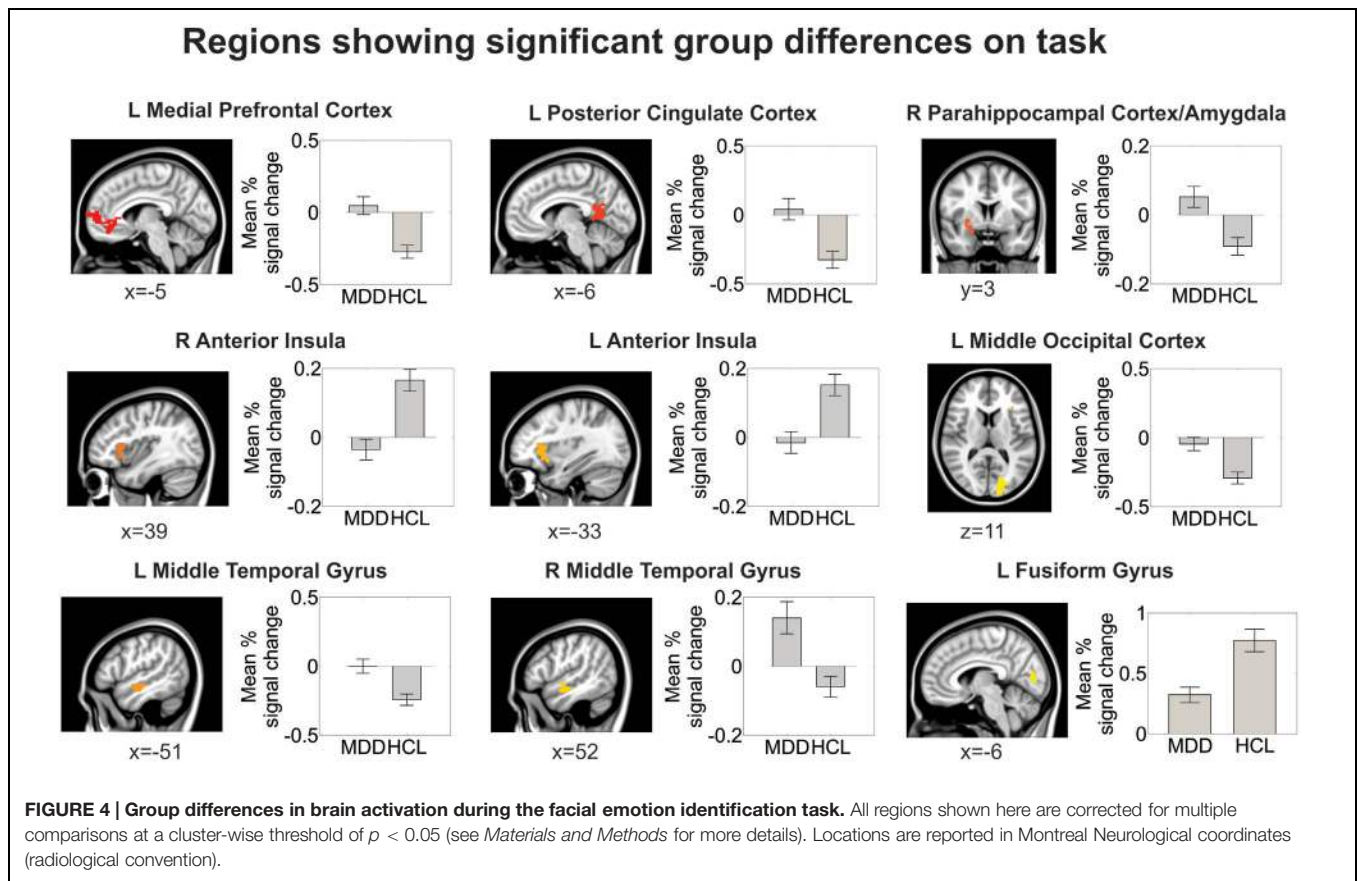 Regions showing significant group differences on task
L Medial Prefrontal Cortex
Mean %
signal change
0.5
0
-0.5
MDDHCL
x=-5
L Posterior Cingulate Cortex
Mean %
signal change
0.5
0
-0.5
MDDHCL
x=-6
R Parahippocampal Cortex/Amygdala
Mean %
signal change
0.2
0
-0.2
MDDHCL
y=3
R Anterior Insula
Mean %
signal change
0.2
0
-0.2
MDDHCL
x=39
L Anterior Insula
Mean %
signal change
0.2
0
-0.2
MDDHCL
x=-33
L Middle Occipital Cortex
Mean %
signal change
0.5
0
-0.5
MDDHCL
z=11
L Middle Temporal Gyrus
Mean %
signal change
0.5
0
-0.5
MDDHCL
x=-51
R Middle Temporal Gyrus
Mean %
signal change
0.2
0
-0.2
MDDHCL
x=52
L Fusiform Gyrus
Mean %
signal change
1
0.5
0
MDD HCL
x=-6
FIGURE 4 | Group differences in brain activation during the facial emotion identification task. All regions shown here are corrected for multiple
comparisons at a cluster-wise threshold of p < 0.05 (see Materials and Methods for more details). Locations are reported in Montreal Neurological coordinates
(radiological convention).